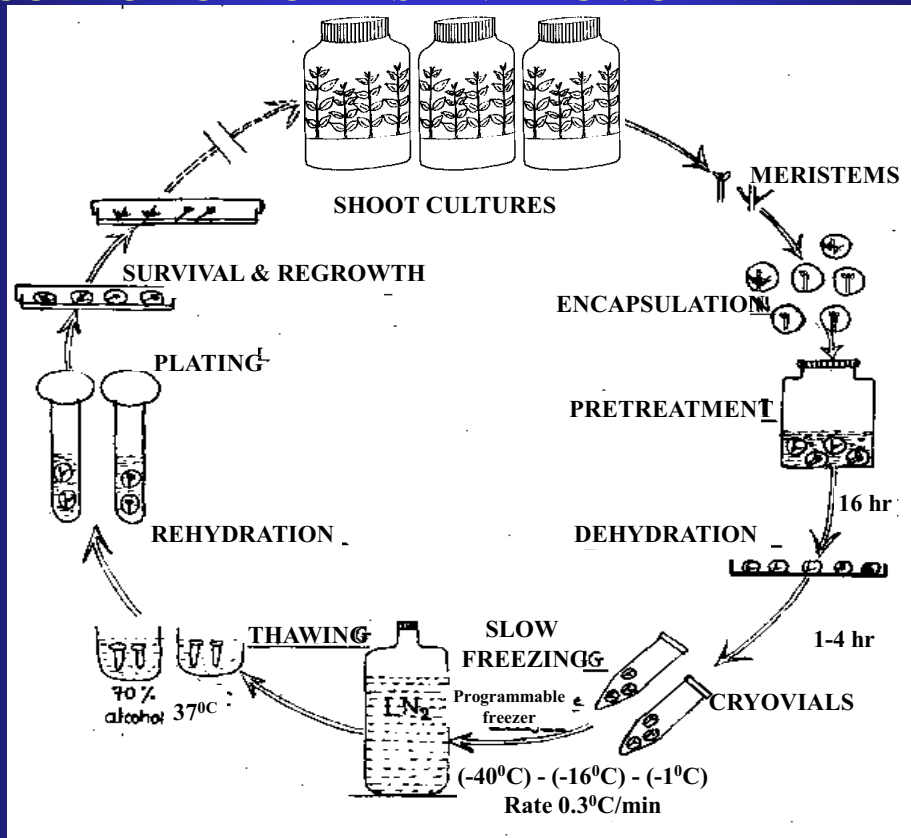 SHOOT CULTURES
MERISTEMS
ENCAPSULATION
PRETREATMENT
16 hr
DEHYDRATION
1-4 hr
CRYOVIALS
SLOW
FREEZING
Programmable
freezer
(-40⁰C) - (-16⁰C) - (-1⁰C)
Rate 0.3⁰C/min
LN₂
THAWING
37⁰C
70 %
alcohol
REHYDRATION
PLATING
SURVIVAL & REGROWTH